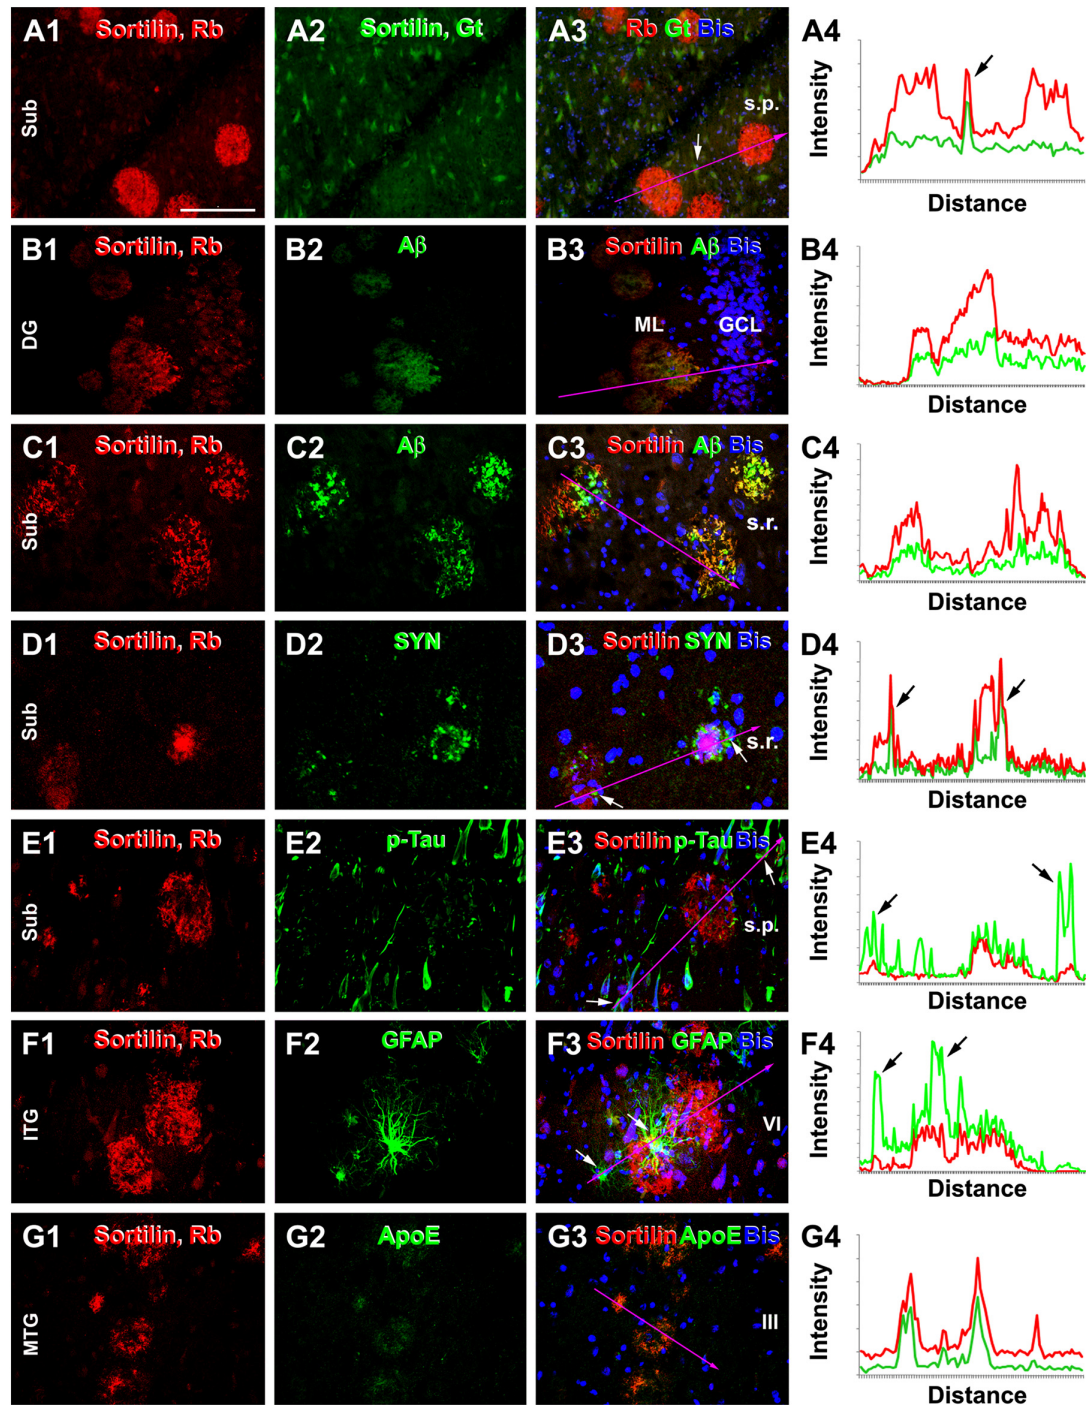 A1 Sortilin, Rb
Sub
A2 Sortilin, Gt
A3 Rb Gt Bis
s.p.
A4
Intensity
Distance
B1 Sortilin, Rb
DG
B2 Aβ
B3 Sortilin Aβ Bis
ML GCL
B4
Intensity
Distance
C1 Sortilin, Rb
Sub
C2 Aβ
C3 Sortilin Aβ Bis
s.r.
C4
Intensity
Distance
D1 Sortilin, Rb
Sub
D2 SYN
D3 Sortilin SYN Bis
s.r.
D4
Intensity
Distance
E1 Sortilin, Rb
Sub
E2 p-Tau
E3 Sortilin p-Tau Bis
s.p.
E4
Intensity
Distance
F1 Sortilin, Rb
ITG
F2 GFAP
F3 Sortilin GFAP Bis
VI
F4
Intensity
Distance
G1 Sortilin, Rb
MTG
G2 ApoE
G3 Sortilin ApoE Bis
III
G4
Intensity
Distance